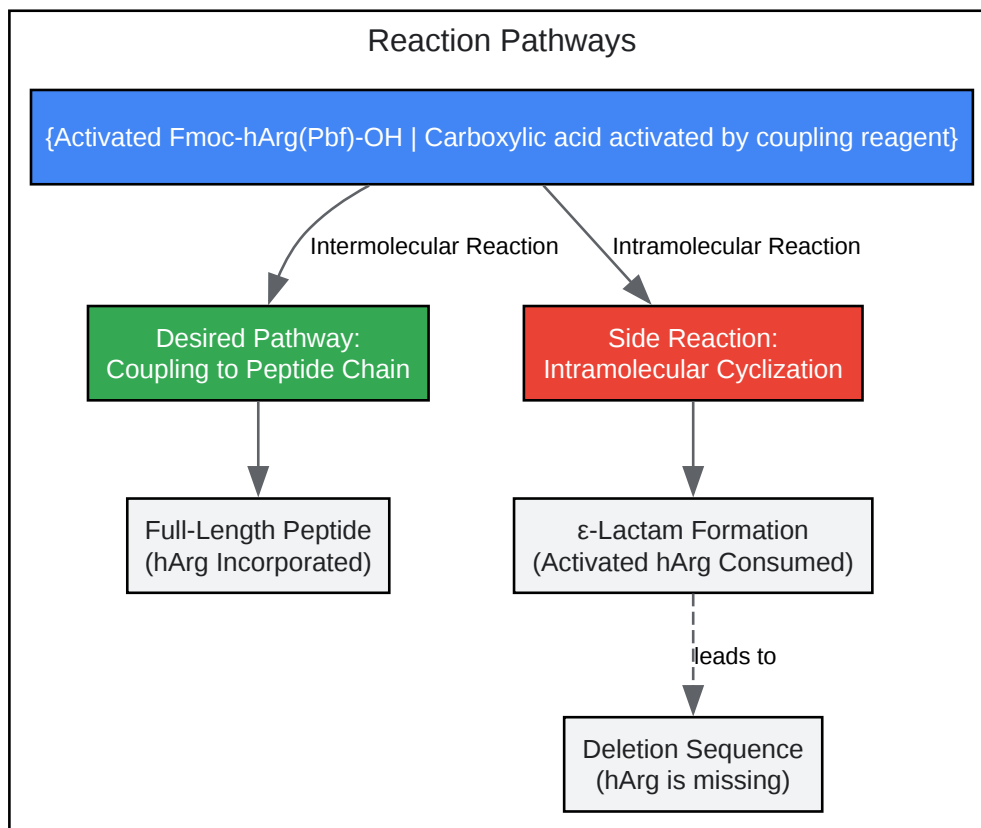 Reaction Pathways
{Activated Fmoc-hArg(Pbf)-OH | Carboxylic acid activated by coupling reagent}
Intermolecular Reaction
Intramolecular Reaction
Desired Pathway:
Coupling to Peptide Chain
Side Reaction:
Intramolecular Cyclization
Full-Length Peptide
(hArg Incorporated)
ε-Lactam Formation
(Activated hArg Consumed)
leads to
Deletion Sequence
(hArg is missing)